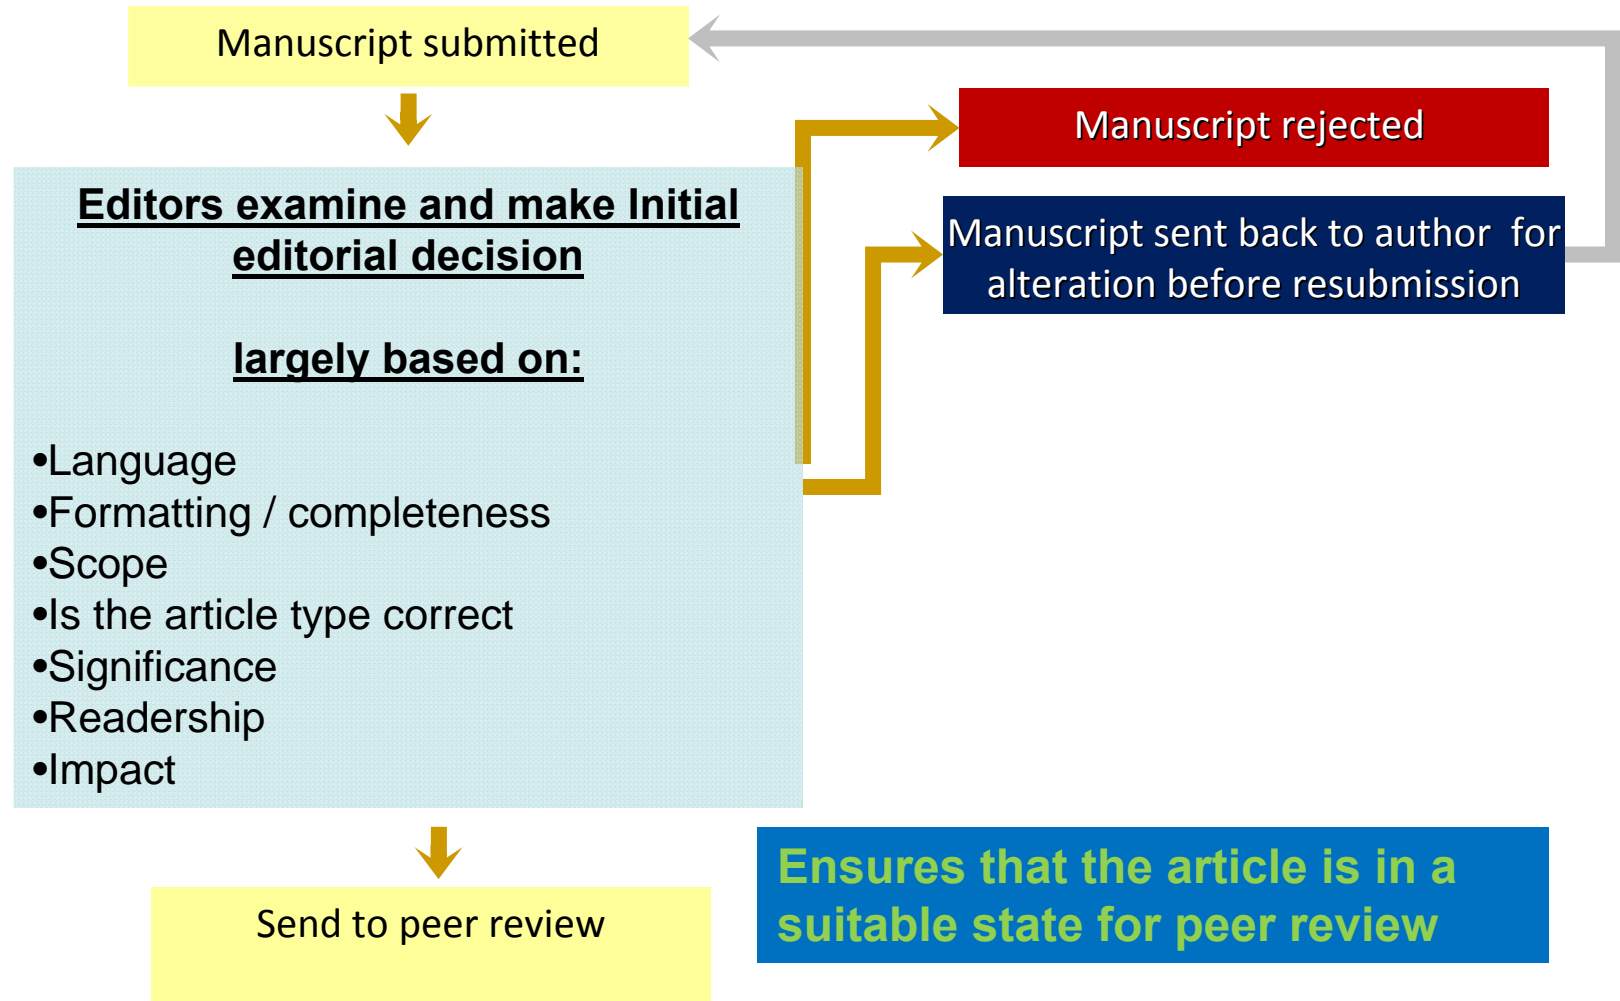 Manuscript submitted
Manuscript rejected
Editors examine and make Initial
editorial decision
Manuscript sent back to author  for
alteration before resubmission
largely based on:
•Language
•Formatting / completeness
•Scope
•Is the article type correct
•Significance
•Readership
•Impact
Ensures that the article is in a
suitable state for peer review
Send to peer review